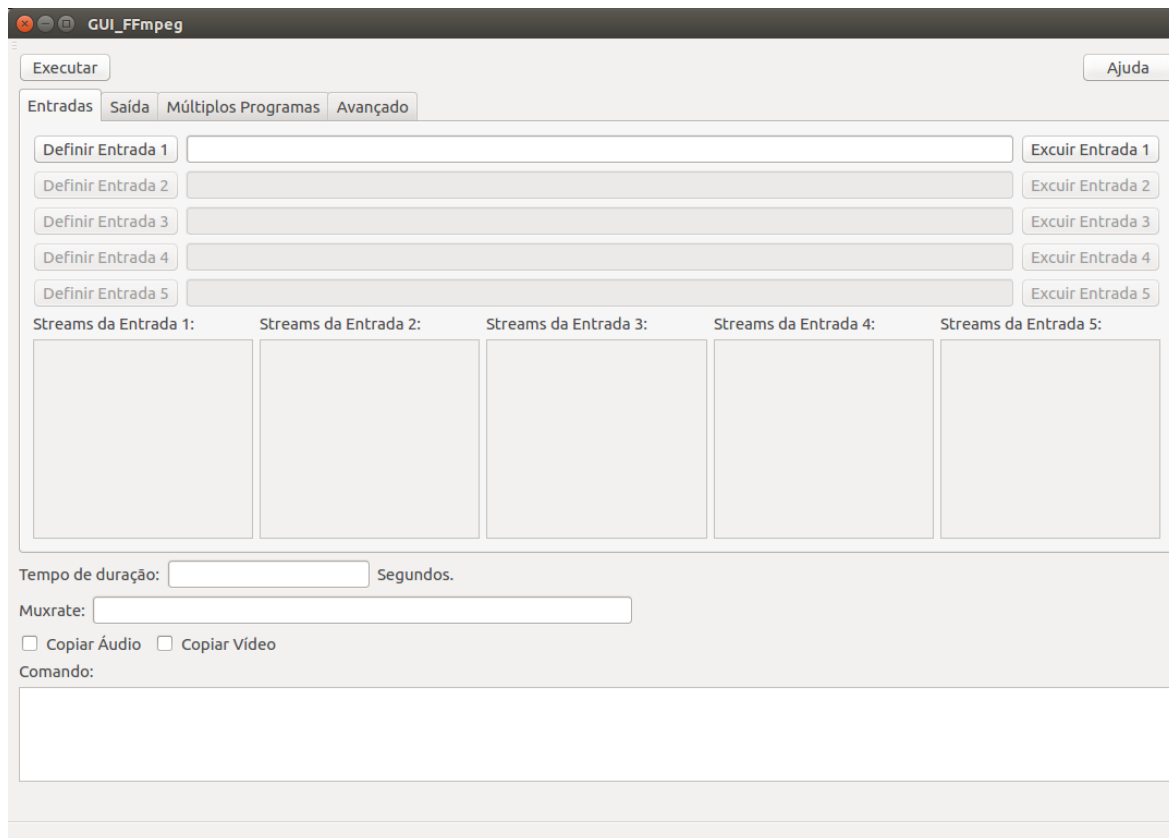 GUI_FFmpeg
Executar Ajuda
Entradas Saída Múltiplos Programas Avançado
Definir Entrada 1 Excuir Entrada 1
Definir Entrada 2 Excuir Entrada 2
Definir Entrada 3 Excuir Entrada 3
Definir Entrada 4 Excuir Entrada 4
Definir Entrada 5 Excuir Entrada 5
Streams da Entrada 1: Streams da Entrada 2: Streams da Entrada 3: Streams da Entrada 4: Streams da Entrada 5:
Tempo de duração: Segundos.
Muxrate:
Copiar Áudio Copiar Vídeo
Comando: